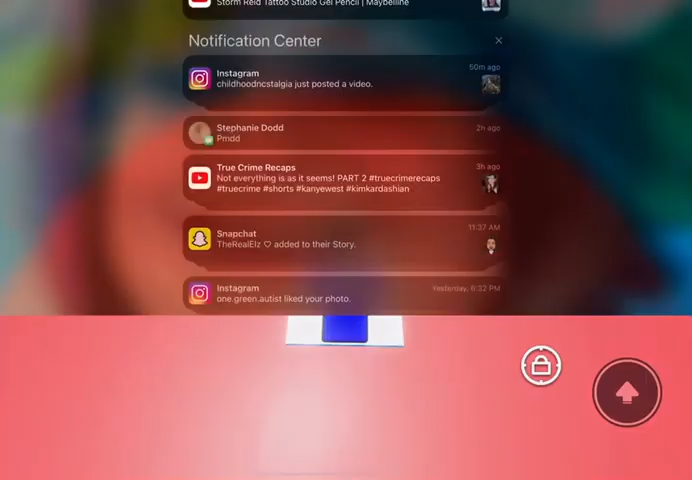 Storm Reid Tattoo Studio Gel Pencil | Maybelline
Notification Center
Instagram
50m ago
childhoodncstalgia just posted a video.
Stephanie Dodd
2h ago
Pmdd
True Crime Recaps
3h ago
Not everything is as it seems! PART 2 #truecrimerecaps
#truecrime #shorts #kanyewest #kimkardashian
Snapchat
11:37 AM
TheRealElz ♡ added to their Story.
Instagram
Yesterday, 6:32 PM
one.green.autist liked your photo.